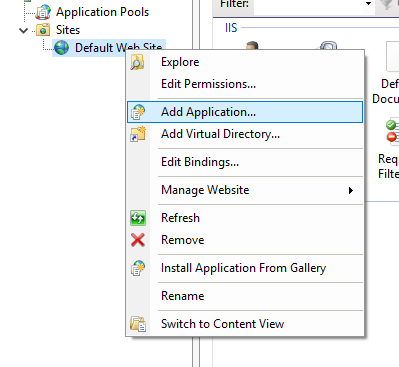 Application Pools
Filter:
Sites
IIS
Default Web Site
Explore
Edit Permissions...
Add Application...
Add Virtual Directory...
Edit Bindings...
Manage Website
Refresh
Remove
Install Application From Gallery
Rename
Switch to Content View
Def
Docu
Req
Filte